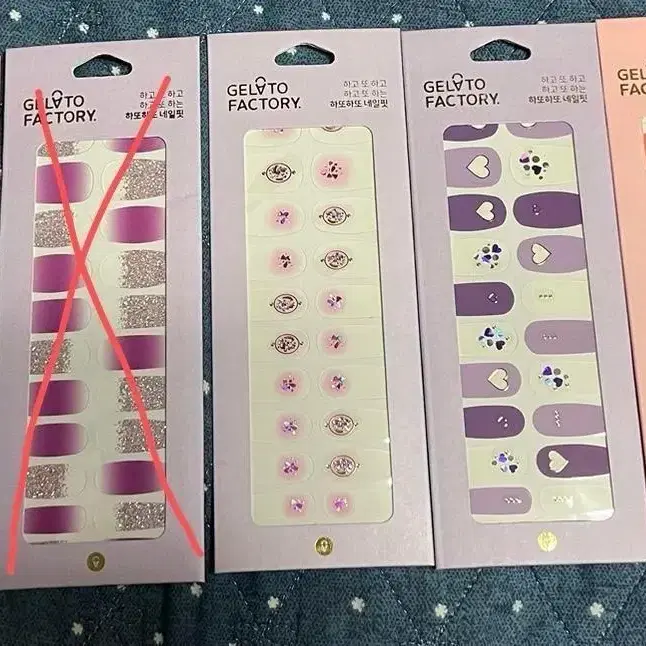 GELATO
FACTORY.
하고 또 하고
하고 또 하는
하또하또 네일핏
GELATO
FACTORY.
하고 또 하고
하고 또 하는
하또하또 네일핏
GELATO
FACTORY.
하고 또 하고
하고 또 하는
하또하또 네일핏
GEL
FAC